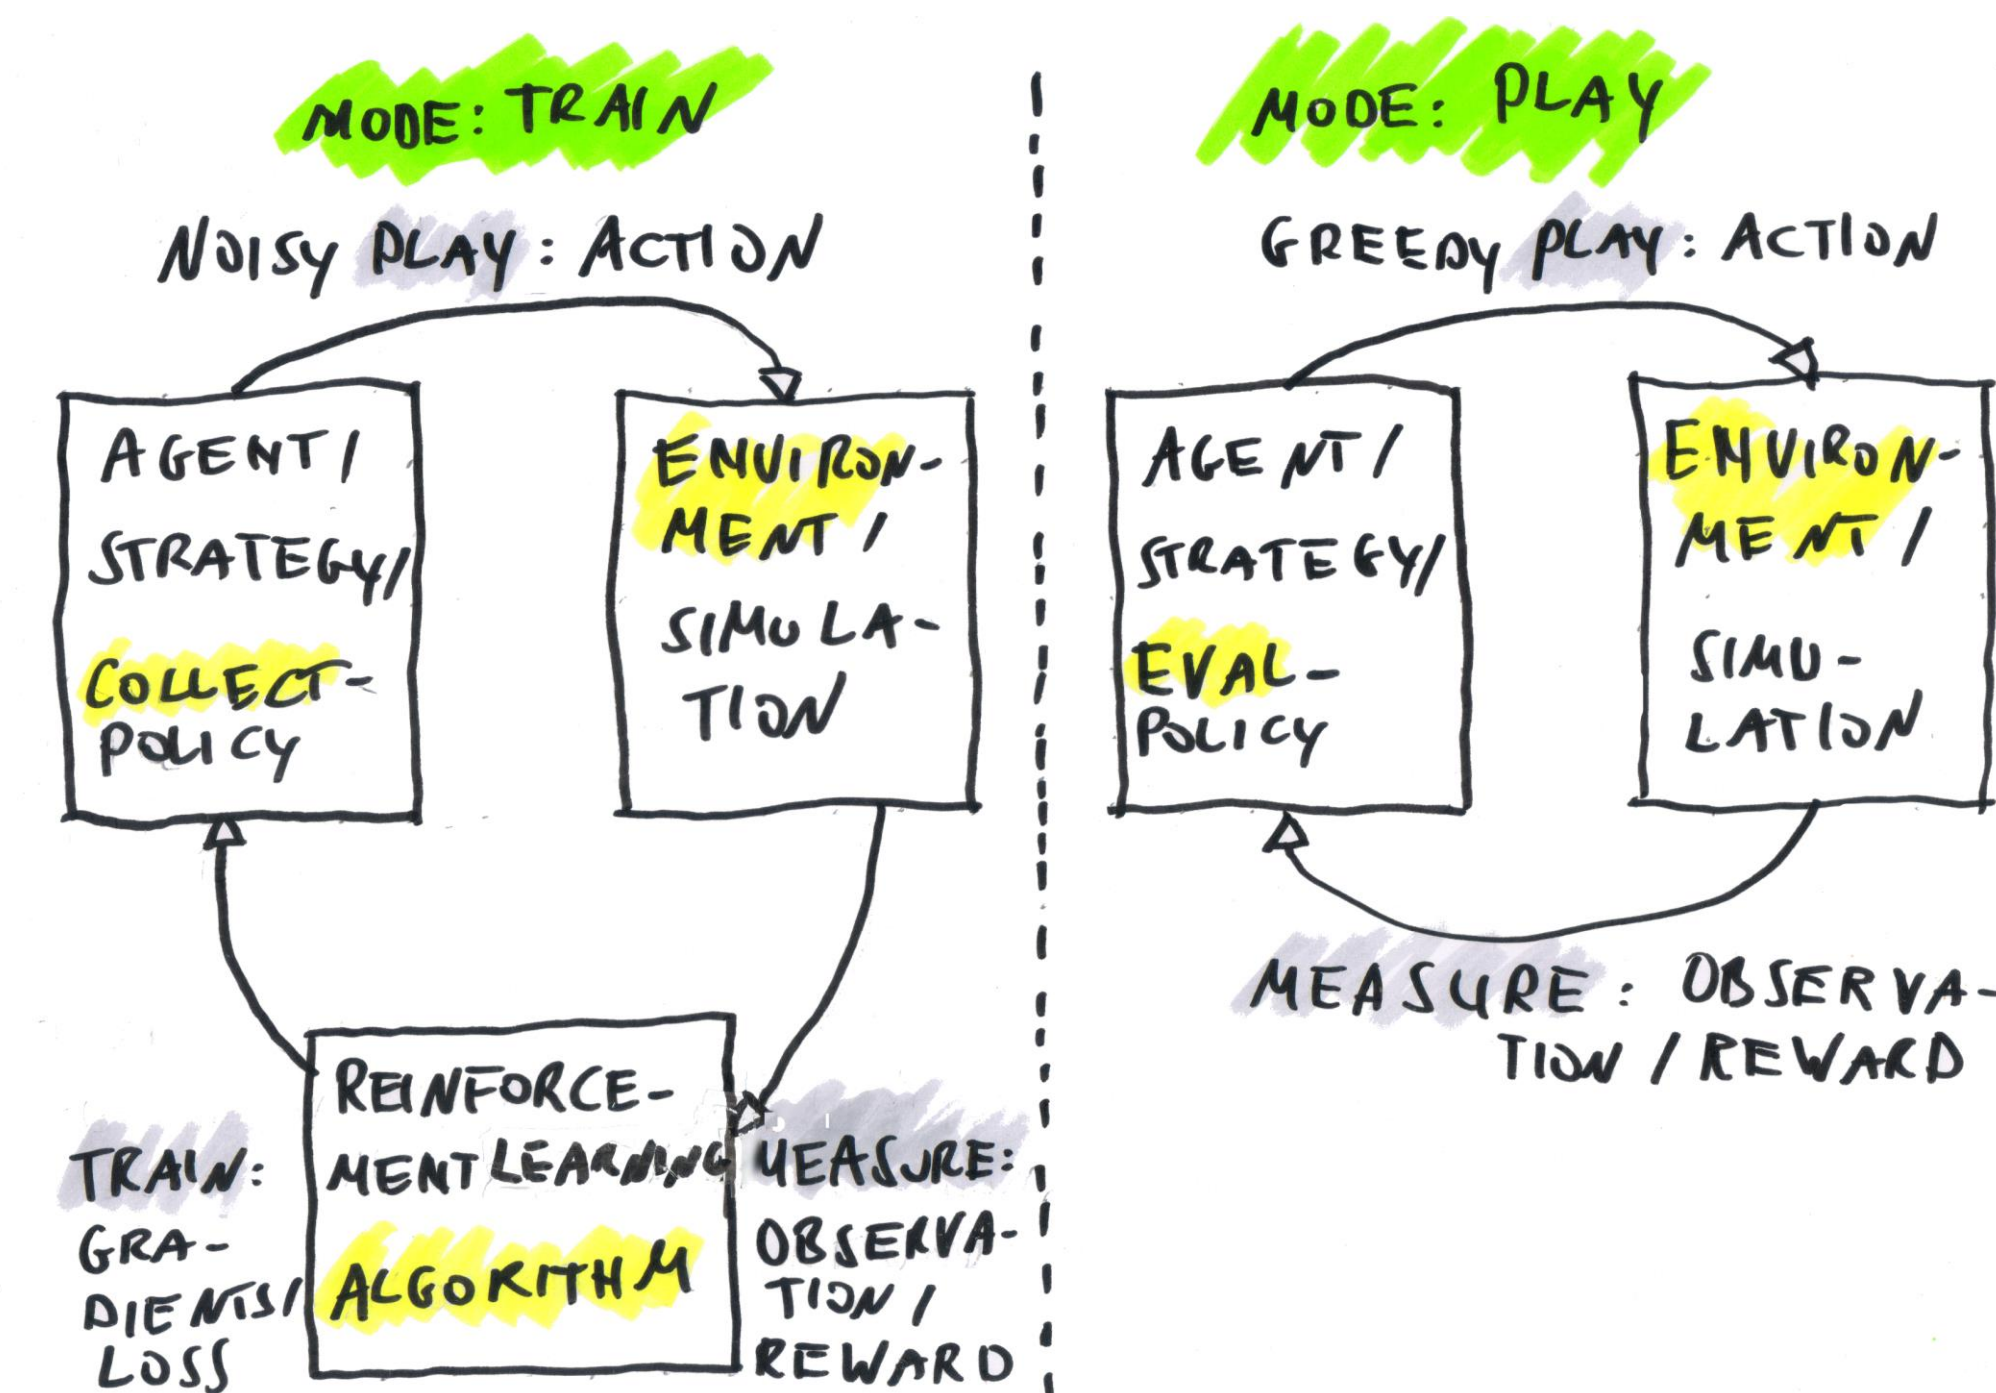 MODE: TRAIN
NOISY PLAY: ACTION
AGENT/
STRATEGY/
COLLECT-
POLICY
ENVIRON-
MENT/
SIMULA-
TION
REINFORCE-
MENT LEARNING
ALGORITHM
TRAIN:
GRA-
DIENTS/
LOSS
MEASURE:
OBSERVA-
TION/
REWARD
MODE: PLAY
GREEDY PLAY: ACTION
AGENT/
STRATEGY/
EVAL-
POLICY
ENVIRON-
MENT/
SIMU-
LATION
MEASURE: OBSERVA-
TION/REWARD